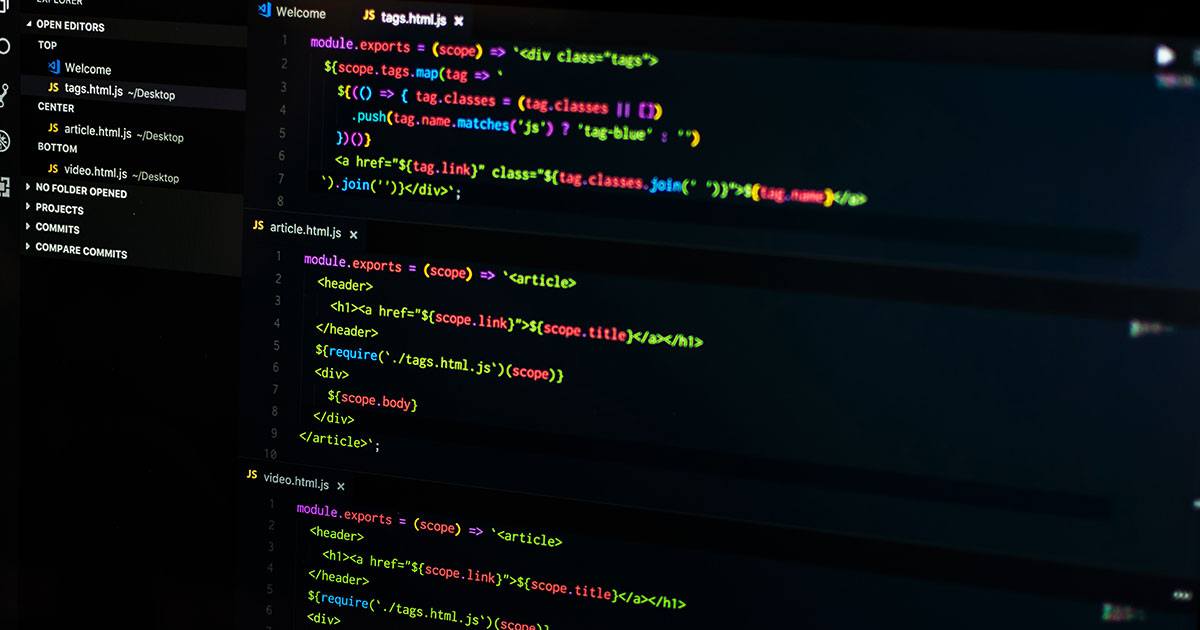 EXPLORER
OPEN EDITORS
TOP
Welcome
JS tags.html.js ~/Desktop
CENTER
JS article.html.js ~/Desktop
BOTTOM
JS video.html.js ~/Desktop
NO FOLDER OPENED
PROJECTS
COMMITS
COMPARE COMMITS
Welcome JS tags.html.js ×
1 module.exports = (scope) => `<div class="tags">
2 ${scope.tags.map(tag => `
3 ${(() => { tag.classes = (tag.classes || [])
4 .push(tag.name.matches('js') ? 'tag-blue' : '')
5 })()}
6 <a href="${tag.link}" class="${tag.classes.join(" ")}">${tag.name}</a>
7 `).join('')}</div>`;
8
JS article.html.js ×
1 module.exports = (scope) => `<article>
2 <header>
3 <h1><a href="${scope.link}">${scope.title}</a></h1>
4 </header>
5 ${require(`./tags.html.js`)(scope)}
6 <div>
7 ${scope.body}
8 </div>
9 </article>`;
10
JS video.html.js ×
1 module.exports = (scope) => `<article>
2 <header>
3 <h1><a href="${scope.link}">${scope.title}</a></h1>
4 </header>
5 ${require(`./tags.html.js`)(scope)}
6 <div>